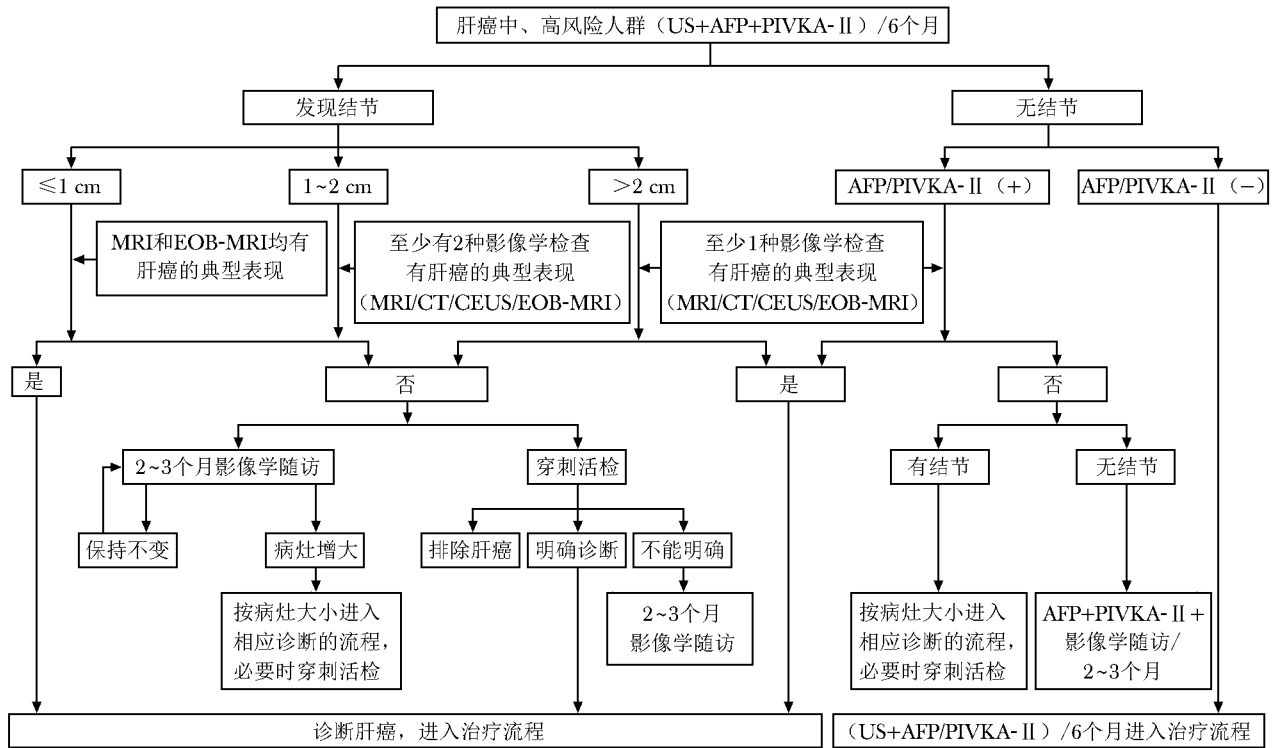 肝癌中、高风险人群（US+AFP+PIVKA-Ⅱ）/6个月
发现结节
无结节
≤1 cm
1~2 cm
>2 cm
AFP/PIVKA-Ⅱ（+）
AFP/PIVKA-Ⅱ（-）
MRI和EOB-MRI均有
肝癌的典型表现
至少有2种影像学检查
有肝癌的典型表现
（MRI/CT/CEUS/EOB-MRI）
至少1种影像学检查
有肝癌的典型表现
（MRI/CT/CEUS/EOB-MRI）
是
否
是
否
2~3个月影像学随访
穿刺活检
有结节
无结节
保持不变
病灶增大
排除肝癌
明确诊断
不能明确
按病灶大小进入
相应诊断的流程，
必要时穿刺活检
2~3个月
影像学随访
按病灶大小进入
相应诊断的流程，
必要时穿刺活检
AFP+PIVKA-Ⅱ+
影像学随访/
2~3个月
诊断肝癌，进入治疗流程
（US+AFP/PIVKA-Ⅱ）/6个月进入治疗流程